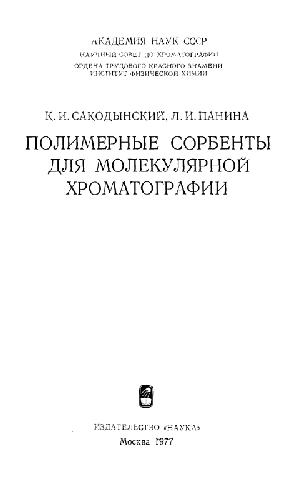 АКАДЕМИЯ НАУК СССР
НАУЧНЫЙ СОВЕТ ПО ХРОМАТОГРАФИИ
ОРДЕНА ТРУДОВОГО КРАСНОГО ЗНАМЕНИ
ИНСТИТУТ ФИЗИЧЕСКОЙ ХИМИИ
К. И. САКОДЫНСКИЙ, Л. И. ПАНИНА
ПОЛИМЕРНЫЕ СОРБЕНТЫ
ДЛЯ МОЛЕКУЛЯРНОЙ
ХРОМАТОГРАФИИ
ИЗДАТЕЛЬСТВО «НАУКА»
Москва 1977